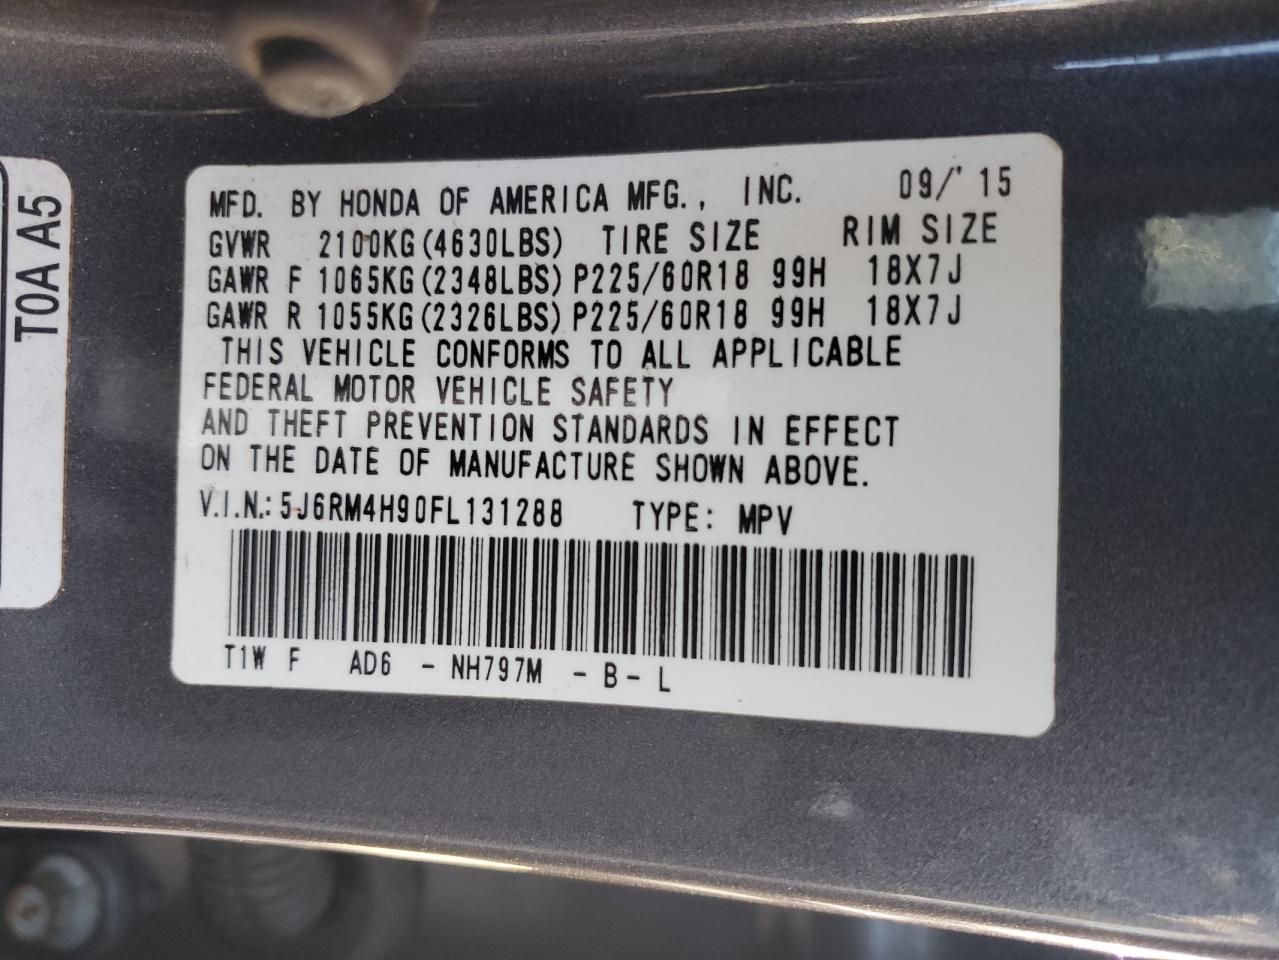 T0A A5
MFD. BY HONDA OF AMERICA MFG., INC. 09/'15
GVWR 2100KG(4630LBS) TIRE SIZE RIM SIZE
GAWR F 1065KG(2348LBS) P225/60R18 99H 18X7J
GAWR R 1055KG(2326LBS) P225/60R18 99H 18X7J
THIS VEHICLE CONFORMS TO ALL APPLICABLE
FEDERAL MOTOR VEHICLE SAFETY
AND THEFT PREVENTION STANDARDS IN EFFECT
ON THE DATE OF MANUFACTURE SHOWN ABOVE.
V.I.N.: 5J6RM4H90FL131288 TYPE: MPV
T1W F AD6 - NH797M - B- L